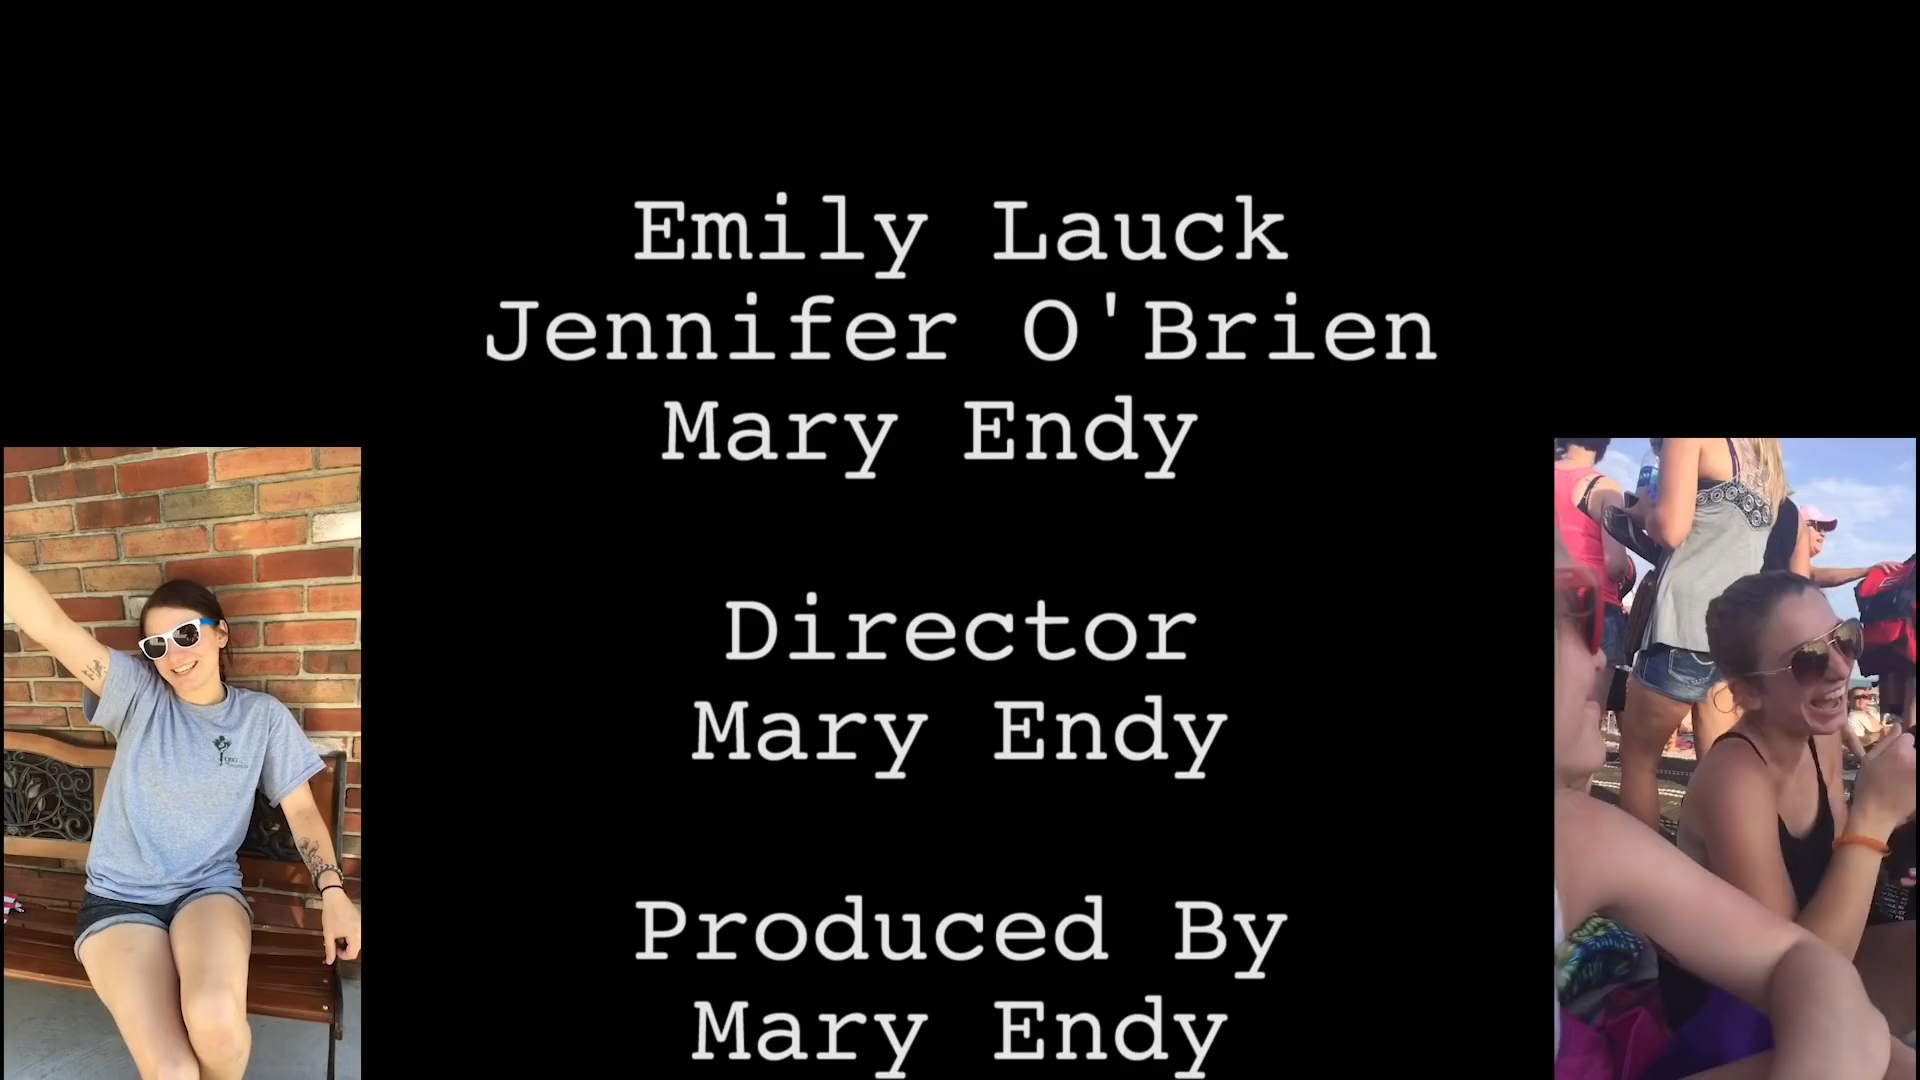 Emily Lauck
Jennifer O'Brien
Mary Endy
Director
Mary Endy
Produced By
Mary Endy